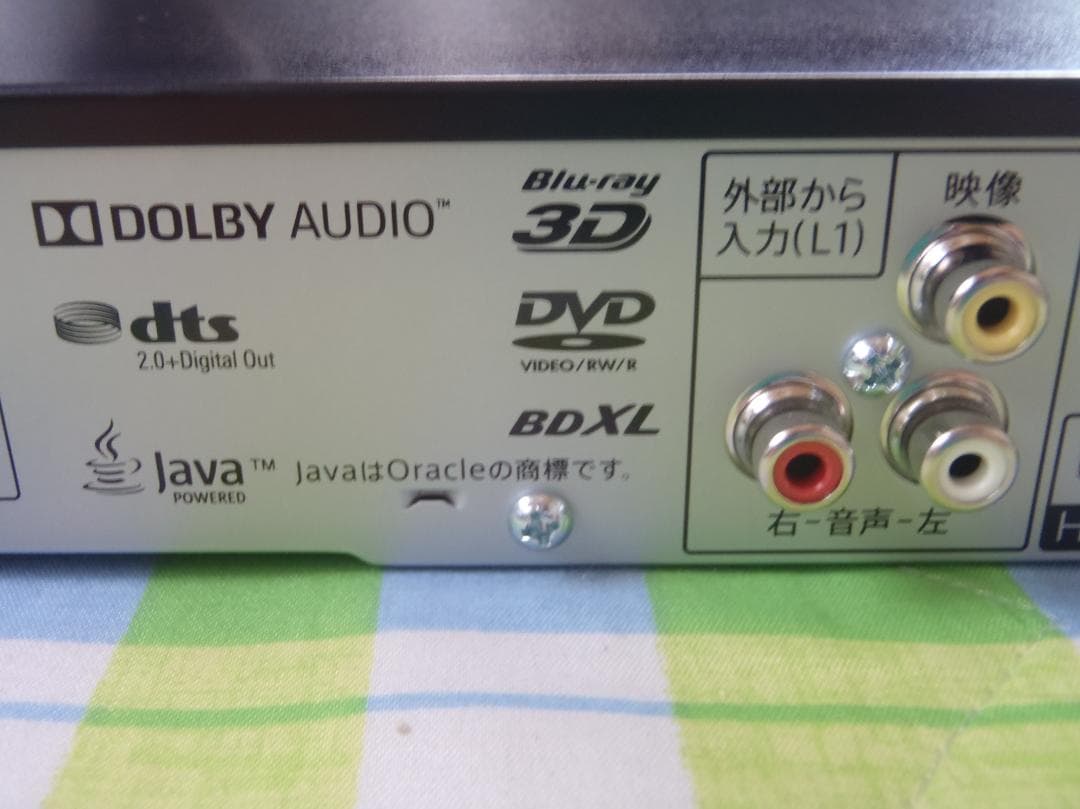 DOLBY AUDIO™
dts
2.0+Digital Out
Java™
POWERED
JavaはOracleの商標です。
Blu-ray
3D
DVD
VIDEO/RW/R
BDXL
外部から
入力(L1)
映像
右-音声-左
H